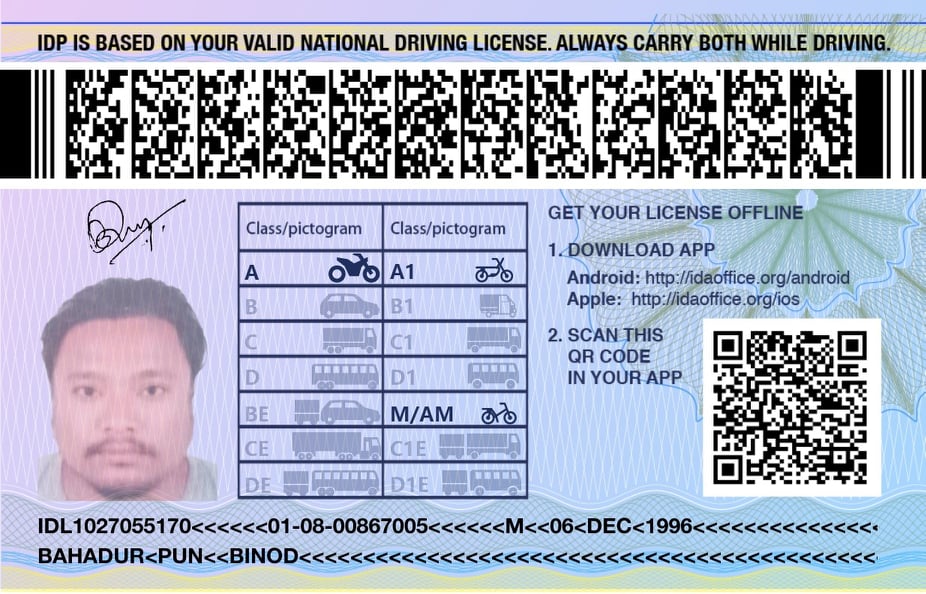 IDP IS BASED ON YOUR VALID NATIONAL DRIVING LICENSE. ALWAYS CARRY BOTH WHILE DRIVING.
Class/pictogram Class/pictogram
A A1
B B1
C C1
D D1
BE M/AM
CE C1E
DE D1E
GET YOUR LICENSE OFFLINE
1. DOWNLOAD APP
Android: http://idaoffice.org/android
Apple: http://idaoffice.org/ios
2. SCAN THIS
QR CODE
IN YOUR APP
IDL1027055170<<<<<<01-08-00867005<<<<<<M<<06<DEC<1996<<<<<<<<<<<<<<<
BAHADUR<PUN<<BINOD<<<<<<<<<<<<<<<<<<<<<<<<<<<<<<<<<<<<<<<<<<<<<